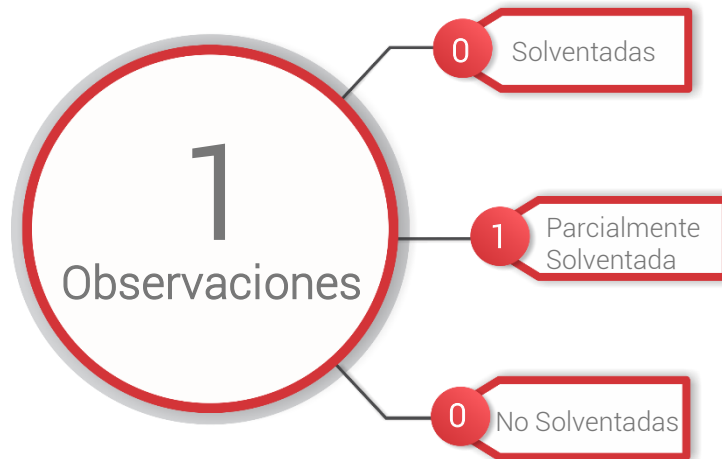 1
Observaciones
0
Solventadas
1
Parcialmente
Solventada
0
No Solventadas